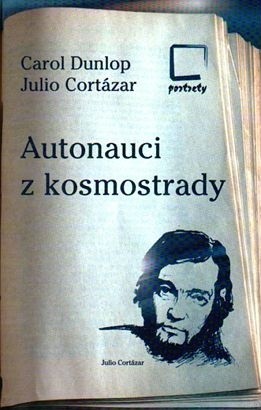 Carol Dunlop
Julio Cortázar
portrety
Autonauci
z kosmostrady
Julio Cortázar